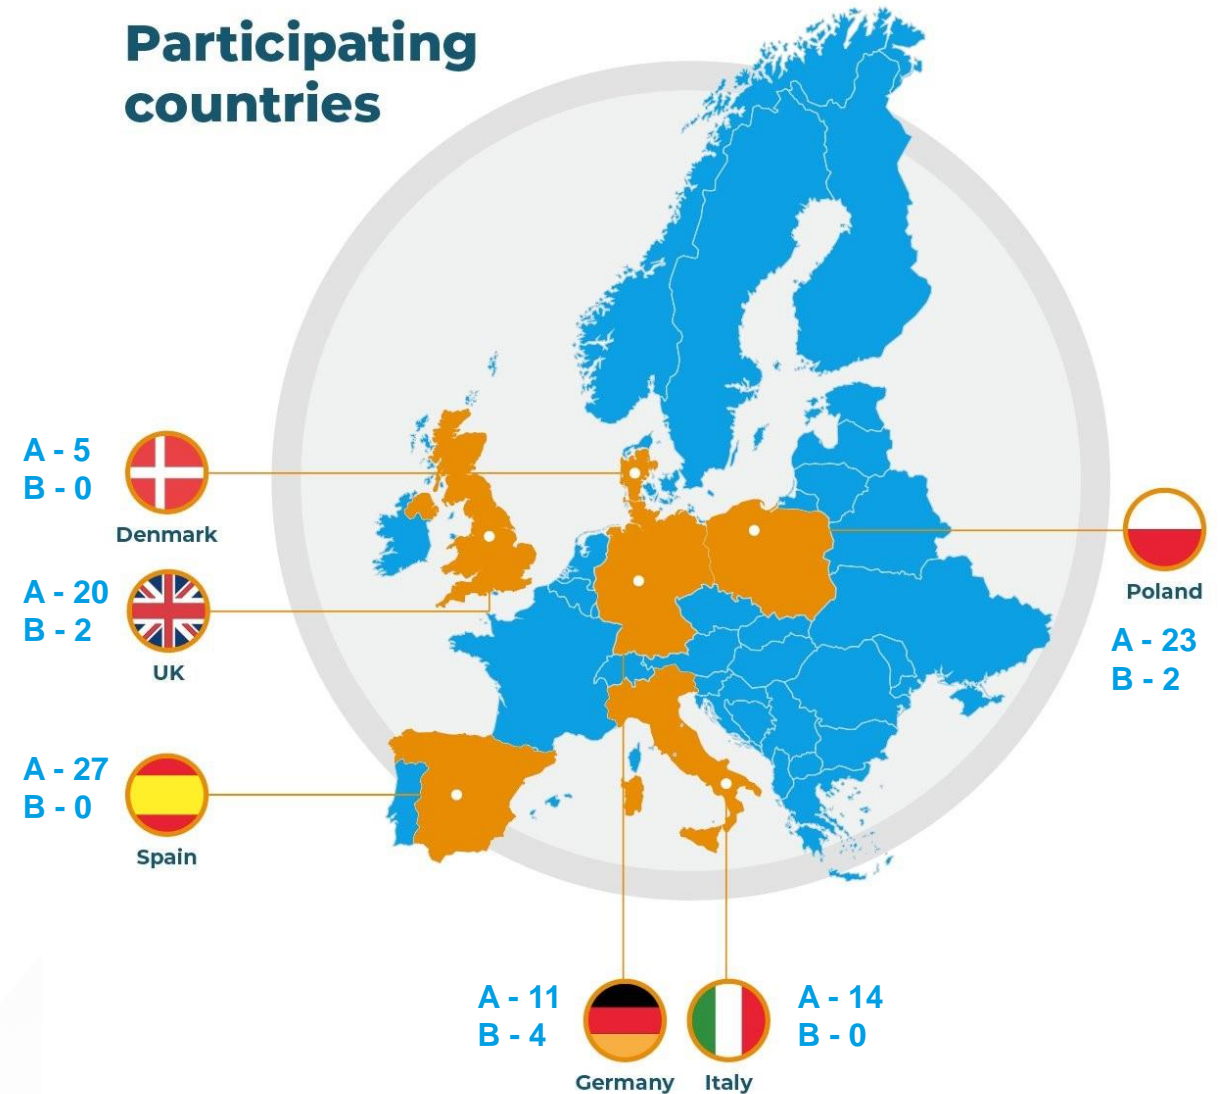 Participating
countries
A - 5
B - 0
Denmark
A - 20
B - 2
UK
A - 27
B - 0
Spain
Poland
A - 23
B - 2
A - 11
B - 4
Germany
A - 14
B - 0
Italy